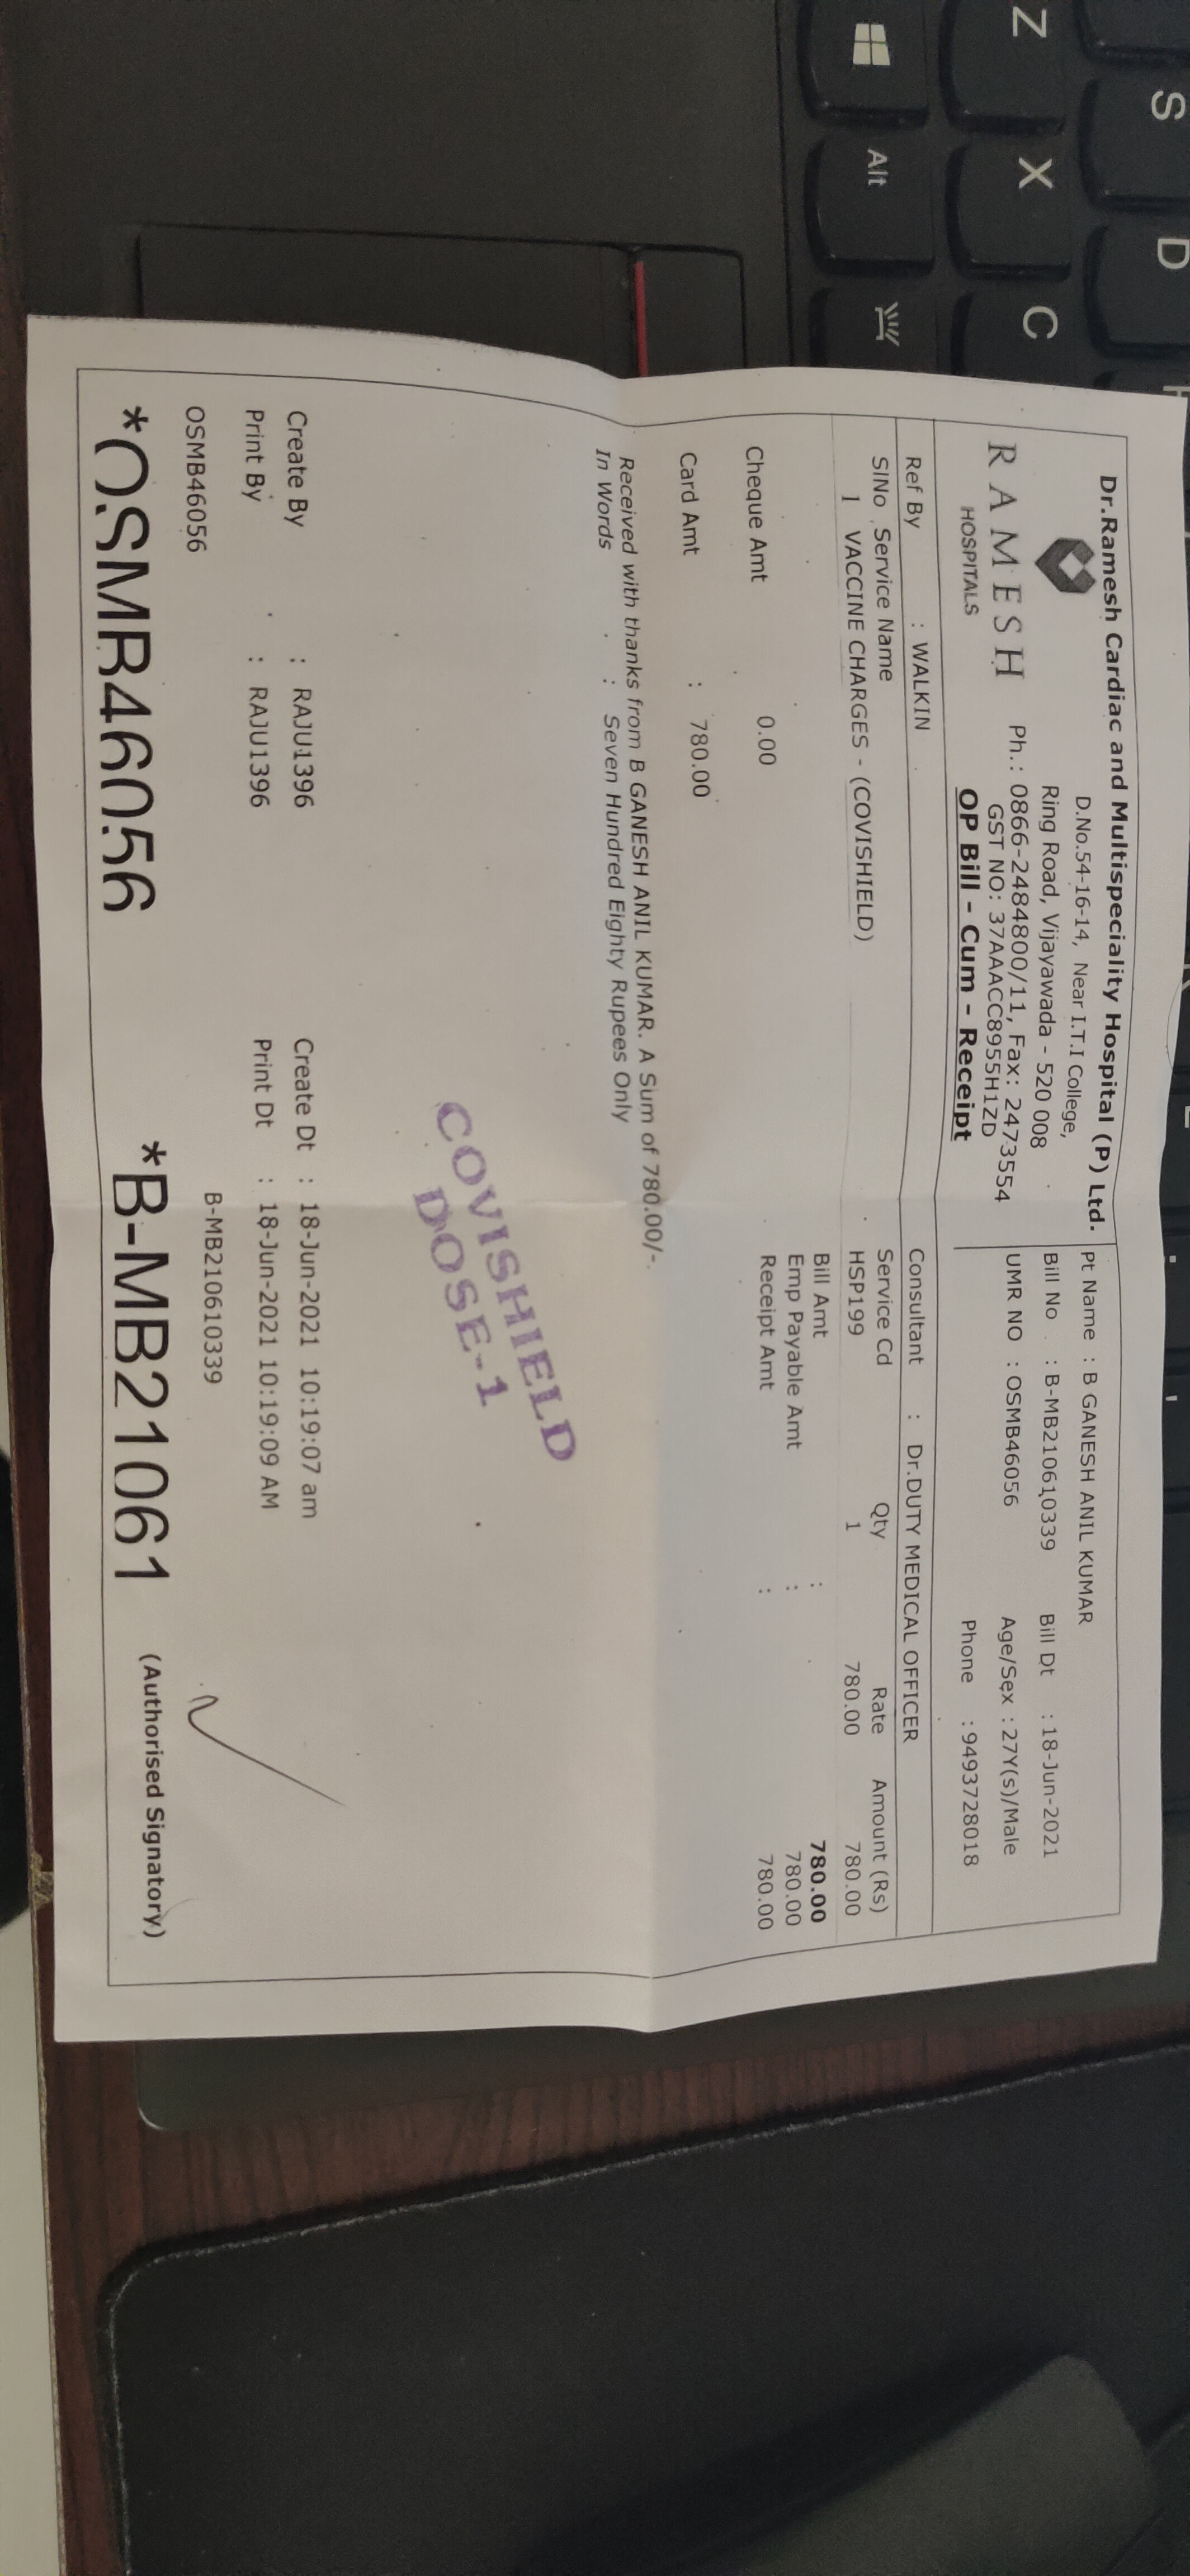 Dr.Ramesh Cardiac and Multispeciality Hospital (P) Ltd.
D.No.54-16-14, Near I.T.I College,
Ring Road, Vijayawada - 520 008
RAMESH
HOSPITALS
Ph.: 0866-2484800/11, Fax: 2473554
GST NO: 37AAACC8955H1ZD
OP Bill - Cum - Receipt
Pt Name : B GANESH ANIL KUMAR
Bill No : B-MB210610339 Bill Dt : 18-Jun-2021
UMR NO : OSMB46056 Age/Sex : 27Y(s)/Male
Phone : 9493728018
Ref By : WALKIN Consultant : Dr.DUTY MEDICAL OFFICER
SlNo Service Name Service Cd Qty Rate Amount (Rs)
1 VACCINE CHARGES - (COVISHIELD) HSP199 1 780.00 780.00
Bill Amt : 780.00
Emp Payable Amt : 780.00
Cheque Amt 0.00 Receipt Amt : 780.00
Card Amt : 780.00
Received with thanks from B GANESH ANIL KUMAR. A Sum of 780.00/-
In Words : Seven Hundred Eighty Rupees Only
COVISHIELD
DOSE-1
Create By : RAJU1396 Create Dt : 18-Jun-2021 10:19:07 am
Print By : RAJU1396 Print Dt : 18-Jun-2021 10:19:09 AM
OSMB46056 B-MB210610339
*OSMB46056 *B-MB21061 (Authorised Signatory)
Z X C
S D
Alt